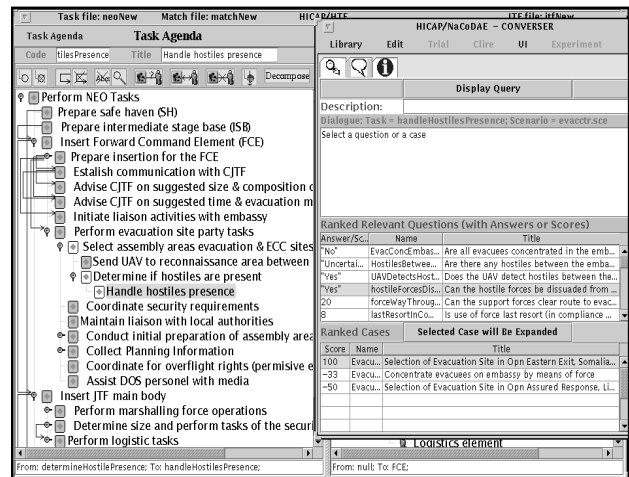 Task file: neoNew Match file: matchNew HICAP/HTE ITF file: itfNew
Task Agenda Task Agenda
Code tilesPresence Title Handle hostiles presence
Decompose
Perform NEO Tasks
Prepare safe haven (SH)
Prepare intermediate stage base (ISB)
Insert Forward Command Element (FCE)
Prepare insertion for the FCE
Estalish communication with CJTF
Advise CJTF on suggested size & composition
Advise CJTF on suggested time & evacuation m
Initiate liaison activities with embassy
Perform evacuation site party tasks
Select assembly areas evacuation & ECC sites
Send UAV to reconnaissance area between
Determine if hostiles are present
Handle hostiles presence
Coordinate security requirements
Maintain liaison with local authorities
Conduct initial preparation of assembly area
Collect Planning Information
Coordinate for overflight rights (permisive e
Assist DOS personel with media
Insert JTF main body
Perform marshalling force operations
Determine size and perform tasks of the securi
Perform logistic tasks
From: determineHostilePresence; To: handleHostilesPresence;
HICAP/NaCoDAE - CONVERSER
Library Edit Trial Clire UI Experiment
Display Query
Description:
Dialogue: Task = handleHostilesPresence; Scenario = evacctr.sce
Select a question or a case
Ranked Relevant Questions (with Answers or Scores)
Answer/Sc... Name Title
"No" EvacConcEmbas... Are all evacuees concentrated in the emb...
"Uncertai... HostilesBetwee... Are there any hostiles between the emba...
"Yes" UAVDetectsHost... Does the UAV detect hostiles between the...
"Yes" hostileForcesDis... Can the hostile forces be dissuaded from ...
20 forceWayThroug... Can the support forces clear route to evac...
8 lastResortInCo... Is use of force last resort (in compliance ...
Ranked Cases Selected Case will Be Expanded
Score Name Title
100 Evacu... Selection of Evacuation Site in Opn Eastern Exit, Somalia...
-33 Evacu... Concentrate evacuees on embassy by means of force
-50 Evacu... Selection of Evacuation Site in Opn Assured Response, Li...
Logistics element
From: null; To: FCE;